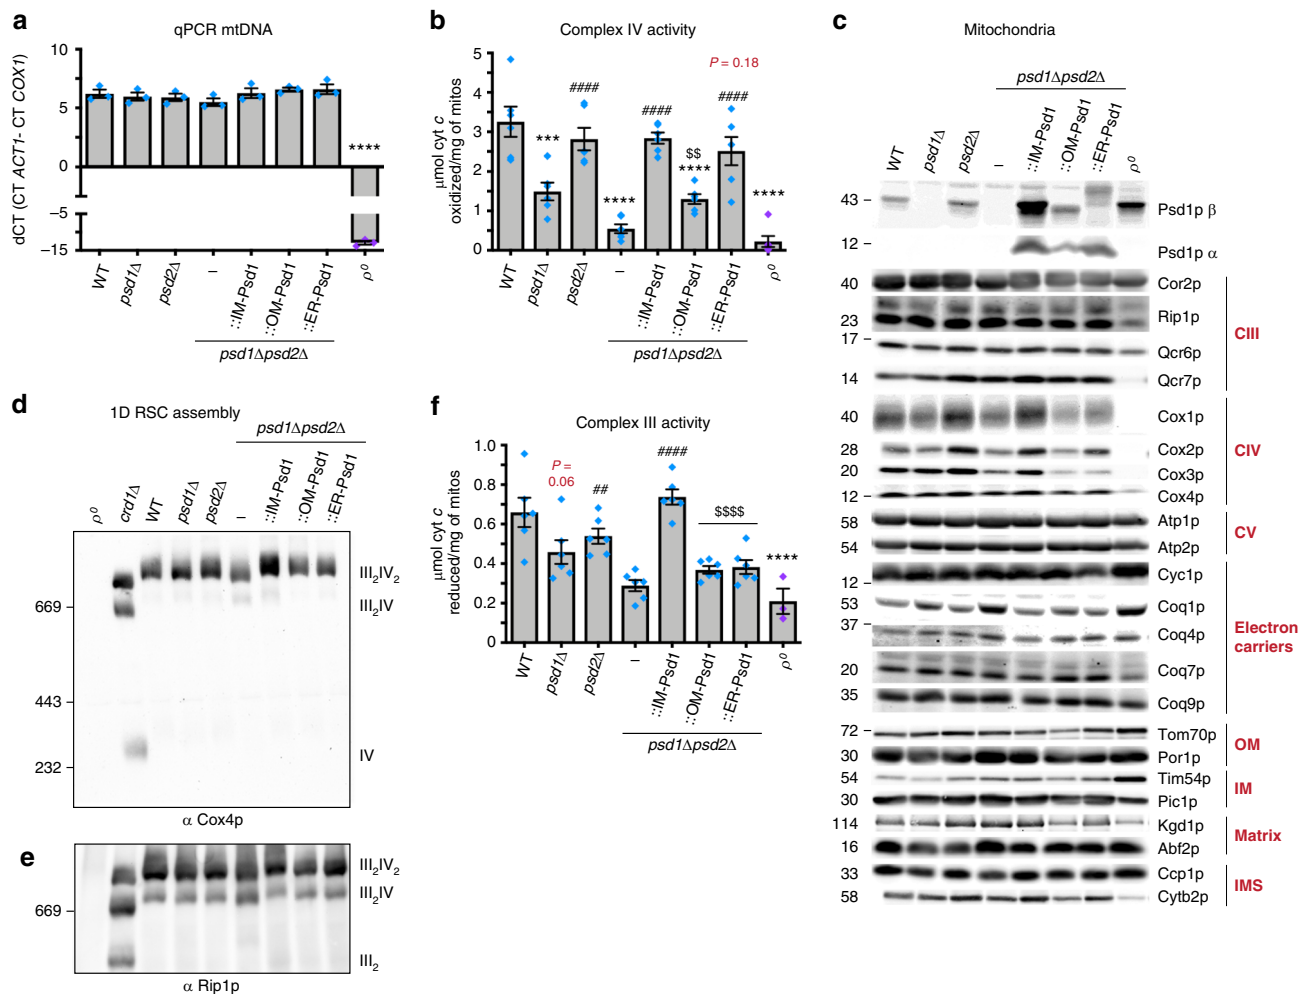 a
qPCR mtDNA
dCT (CT ACT1- CT COX1)
10
5
0
−5
−15
****
WT
psd1Δ
psd2Δ
–
::IM-Psd1
::OM-Psd1
::ER-Psd1
ρ⁰
psd1Δpsd2Δ
b
Complex IV activity
μmol cyt c
oxidized/mg of mitos
5
4
3
2
1
0
***
####
****
####
$$
****
P = 0.18
####
****
WT
psd1Δ
psd2Δ
–
::IM-Psd1
::OM-Psd1
::ER-Psd1
ρ⁰
psd1Δpsd2Δ
c
Mitochondria
psd1Δpsd2Δ
WT
psd1Δ
psd2Δ
–
::IM-Psd1
::OM-Psd1
::ER-Psd1
ρ⁰
43
Psd1p β
12
Psd1p α
40
Cor2p
23
Rip1p
17
Qcr6p
14
Qcr7p
CIII
40
Cox1p
28
Cox2p
20
Cox3p
12
Cox4p
CIV
58
Atp1p
54
Atp2p
CV
12
Cyc1p
53
Coq1p
37
Coq4p
20
Coq7p
35
Coq9p
Electron
carriers
72
Tom70p
30
Por1p
OM
54
Tim54p
30
Pic1p
IM
114
Kgd1p
16
Abf2p
Matrix
33
Ccp1p
58
Cytb2p
IMS
d
1D RSC assembly
psd1Δpsd2Δ
ρ⁰
crd1Δ
WT
psd1Δ
psd2Δ
–
::IM-Psd1
::OM-Psd1
::ER-Psd1
669
443
232
III₂IV₂
III₂IV
IV
α Cox4p
e
669
III₂IV₂
III₂IV
III₂
α Rip1p
f
Complex III activity
μmol cyt c
reduced/mg of mitos
1.0
0.8
0.6
0.4
0.2
0
P =
0.06
##
####
$$$$
****
WT
psd1Δ
psd2Δ
–
::IM-Psd1
::OM-Psd1
::ER-Psd1
ρ⁰
psd1Δpsd2Δ